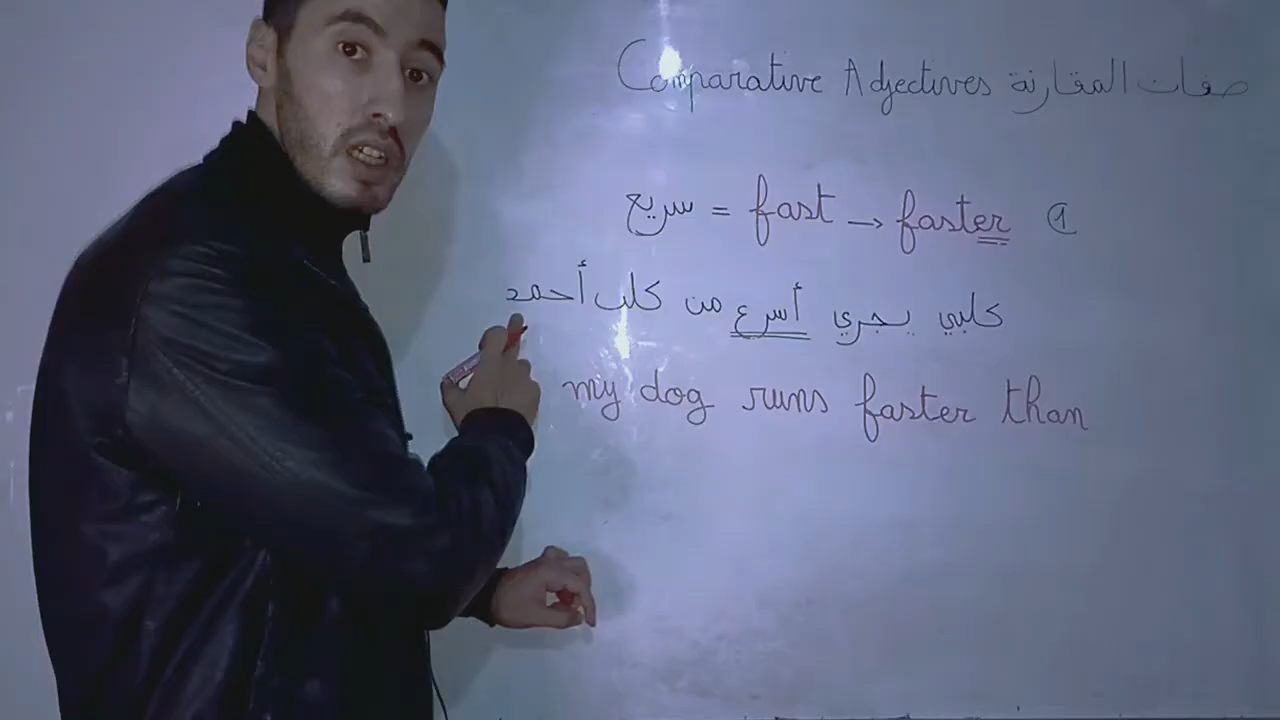 Comparative Adjectives صفات المقارنة
سريع = fast → faster ①
كلبي يجري أسرع من كلب أحمد
my dog runs faster than